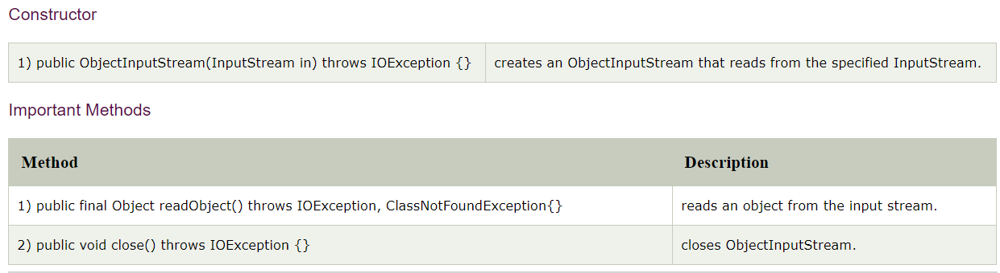 Constructor
1) public ObjectInputStream(InputStream in) throws IOException {} creates an ObjectInputStream that reads from the specified InputStream.
Important Methods
Method Description
1) public final Object readObject() throws IOException, ClassNotFoundException{} reads an object from the input stream.
2) public void close() throws IOException {} closes ObjectInputStream.